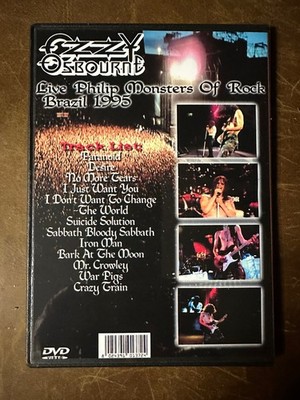 OZZY
OSBOURNE
Live Philip Monsters Of Rock
Brazil 1995
Track List
Paranoid
Desire
No More Tears
I Just Want You
I Don't Want To Change
The World
Suicide Solution
Sabbath Bloody Sabbath
Iron Man
Bark At The Moon
Mr. Crowley
War Pigs
Crazy Train
DVD